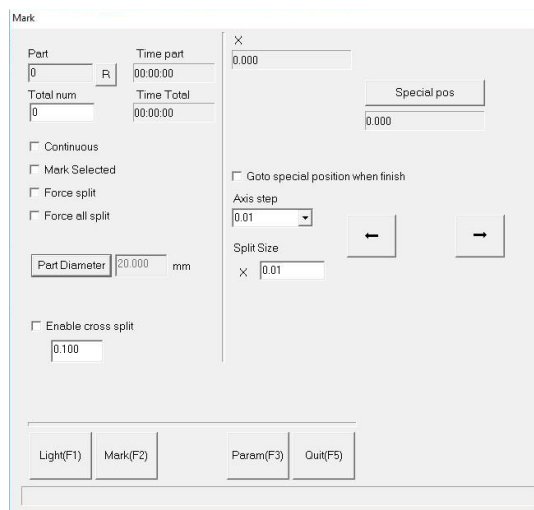 Mark
Part
Time part
0
R
00:00:00
Total num
Time Total
0
00:00:00
Continuous
Mark Selected
Force split
Force all split
Part Diameter 20.000 mm
Enable cross split
0.100
X
0.000
Special pos
0.000
Goto special position when finish
Axis step
0.01
Split Size
X 0.01
←
→
Light(F1)
Mark(F2)
Param(F3)
Quit(F5)